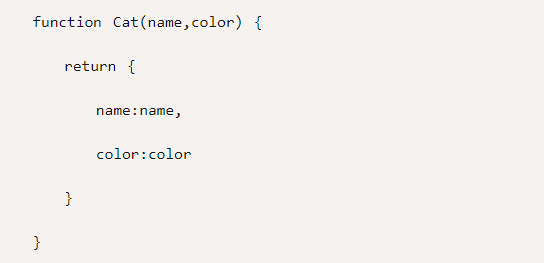 function Cat(name,color) {
return {
name:name,
color:color
}
}